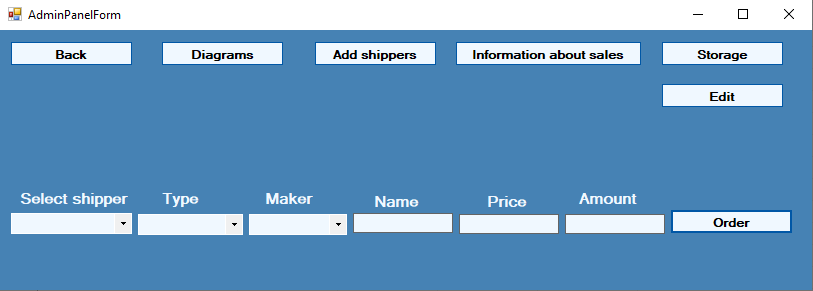 AdminPanelForm
Back Diagrams Add shippers Information about sales Storage
Edit
Select shipper Type Maker Name Price Amount
Order